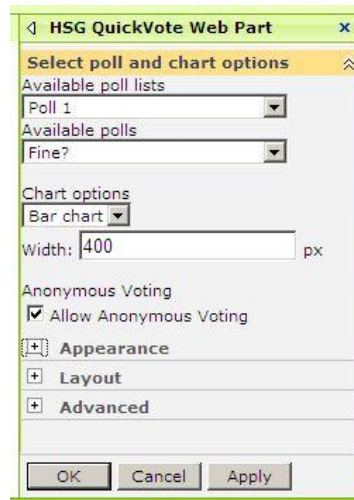 HSG QuickVote Web Part x
Select poll and chart options
Available poll lists
Poll 1
Available polls
Fine?
Chart options
Bar chart
Width: 400 px
Anonymous Voting
Allow Anonymous Voting
Appearance
Layout
Advanced
OK Cancel Apply